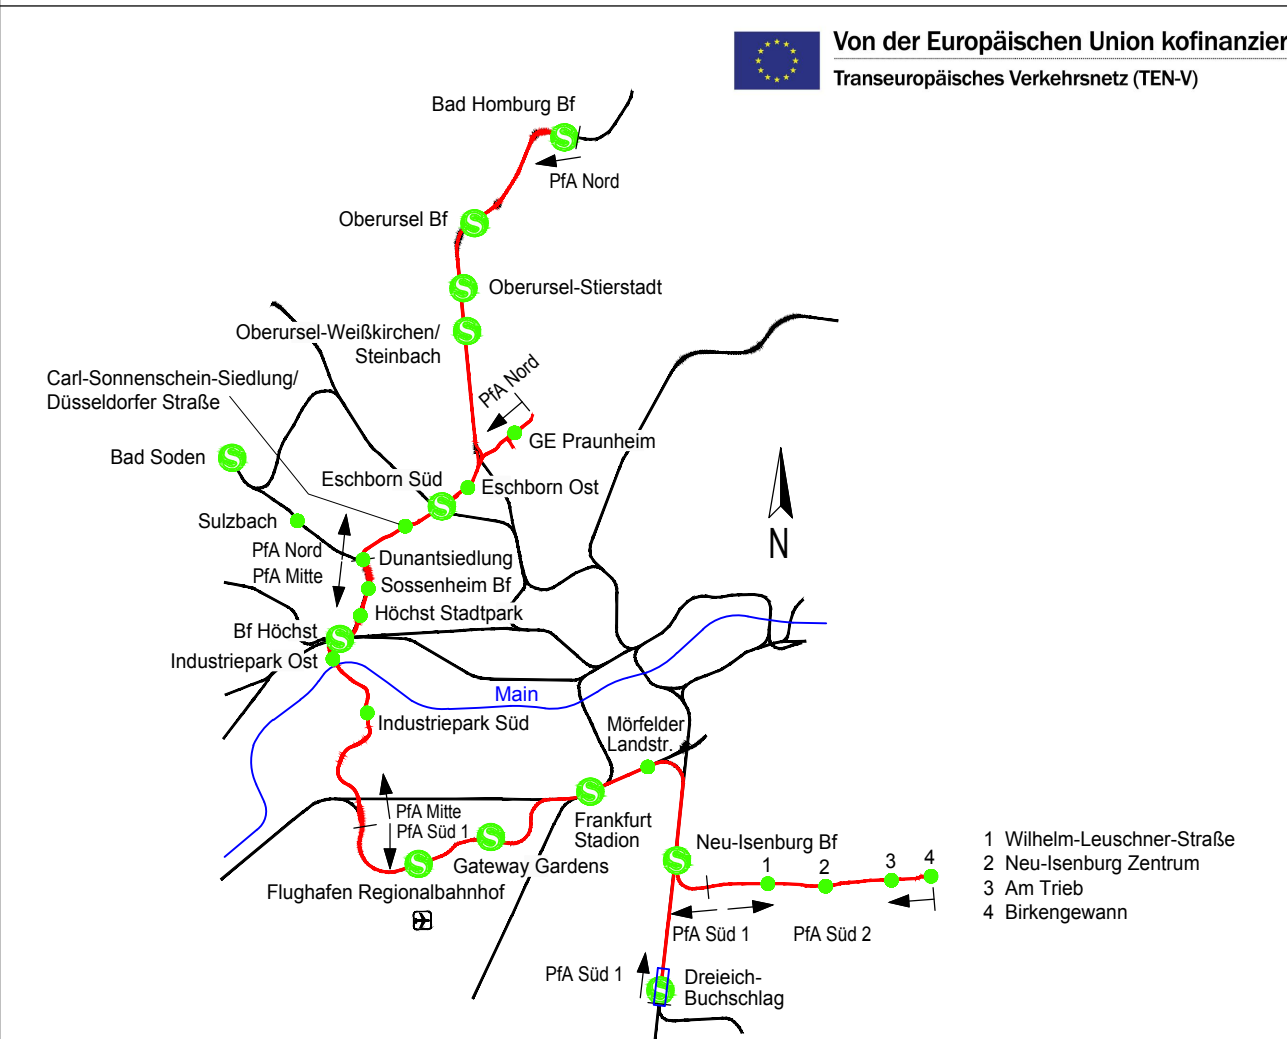 Von der Europäischen Union kofinanzier
Transeuropäisches Verkehrsnetz (TEN-V)
Bad Homburg Bf
PfA Nord
Oberursel Bf
Oberursel-Stierstadt
Oberursel-Weißkirchen/
Steinbach
PfA Nord
Carl-Sonnenschein-Siedlung/
Düsseldorfer Straße
GE Praunheim
Bad Soden
Eschborn Süd
Eschborn Ost
Sulzbach
PfA Nord
PfA Mitte
Dunantsiedlung
Sossenheim Bf
Höchst Stadtpark
N
Bf Höchst
Industriepark Ost
Main
Industriepark Süd
Mörfelder
Landstr.
PfA Mitte
PfA Süd 1
Frankfurt
Stadion
Gateway Gardens
Flughafen Regionalbahnhof
Neu-Isenburg Bf
1 2 3 4
1 Wilhelm-Leuschner-Straße
2 Neu-Isenburg Zentrum
3 Am Trieb
4 Birkengewann
PfA Süd 1
PfA Süd 2
PfA Süd 1
Dreieich-
Buchschlag